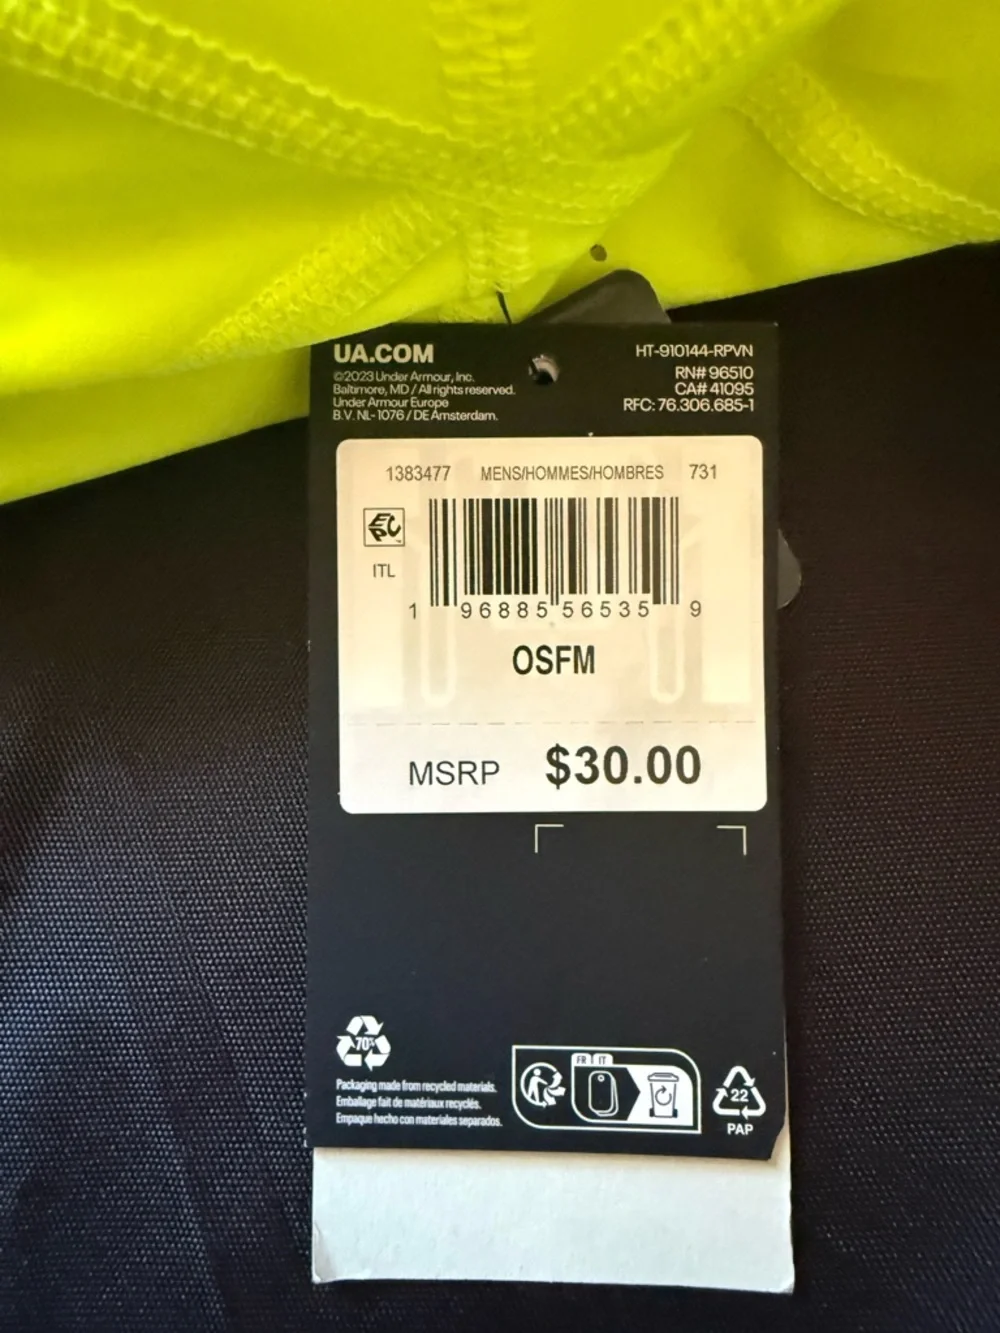 UA.COM
©2023 Under Armour, Inc.
Baltimore, MD / All rights reserved.
Under Armour Europe
B.V. NL-1076 / DE Amsterdam.
HT-910144-RPVN
RN# 96510
CA# 41095
RFC: 76.306.685-1
1383477 MENS/HOMMES/HOMBRES 731
EPC
ITL
1 96885 56535 9
OSFM
MSRP $30.00
70%
Packaging made from recycled materials.
Emballage fait de matériaux recyclés.
Empaque hecho con materiales separados.
FR IT
22
PAP